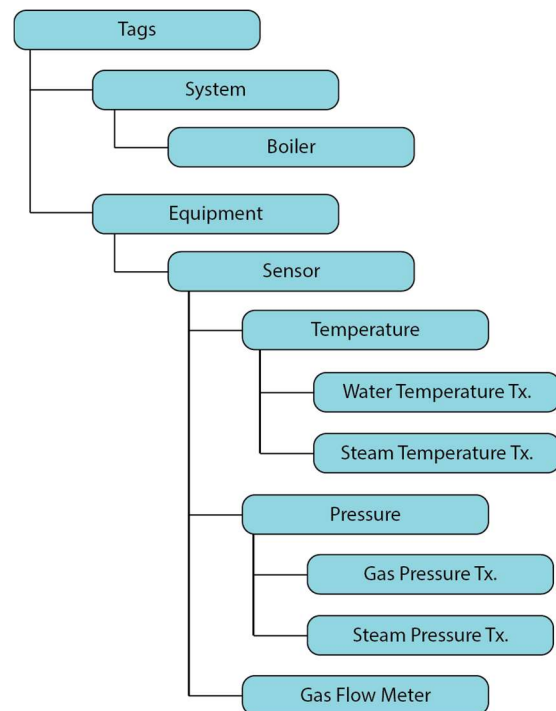 Tags
System
Boiler
Equipment
Sensor
Temperature
Water Temperature Tx.
Steam Temperature Tx.
Pressure
Gas Pressure Tx.
Steam Pressure Tx.
Gas Flow Meter